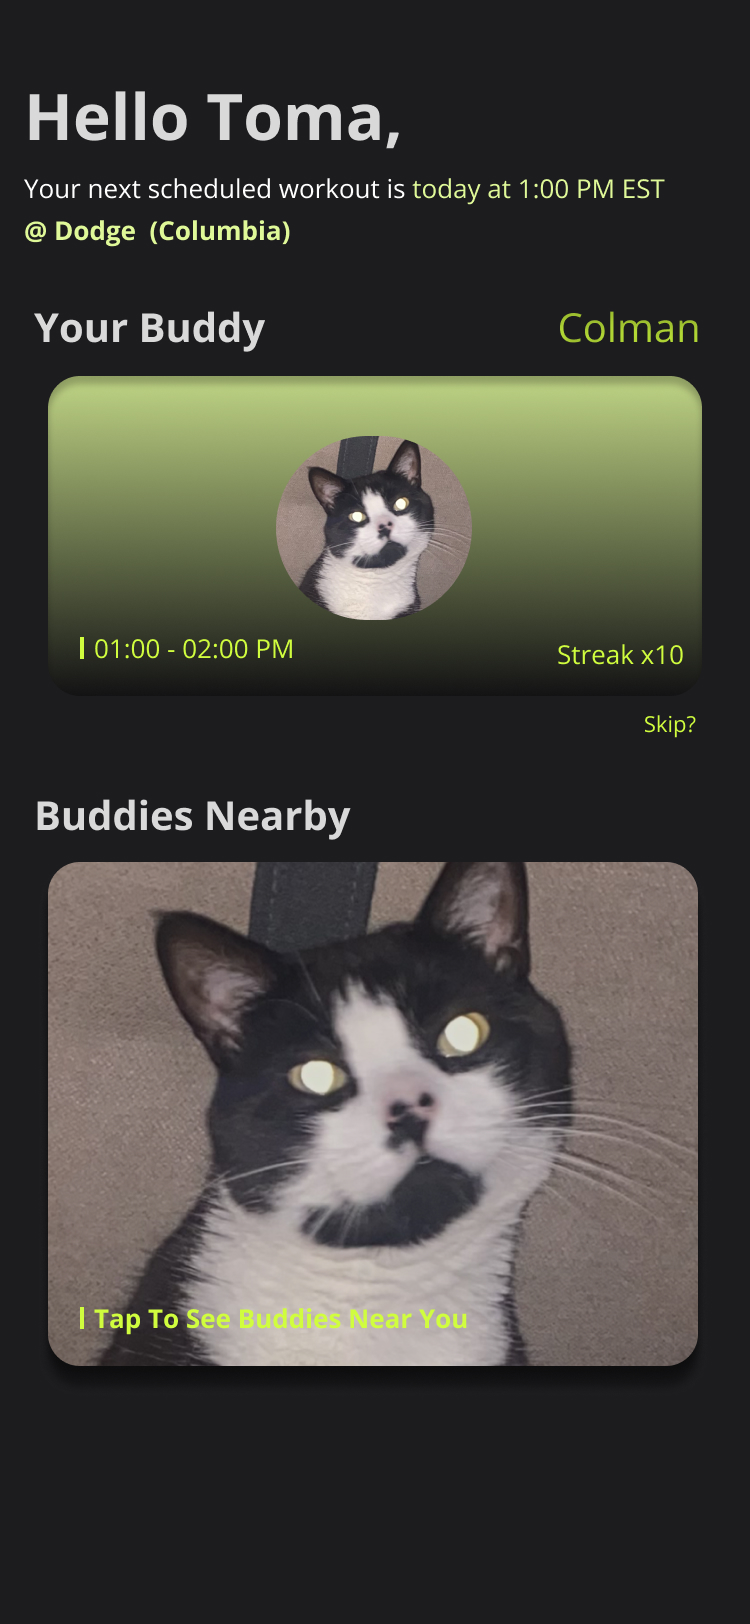 Hello Toma,
Your next scheduled workout is today at 1:00 PM EST
@ Dodge (Columbia)
Your Buddy
Colman
01:00 - 02:00 PM
Streak x10
Skip?
Buddies Nearby
Tap To See Buddies Near You